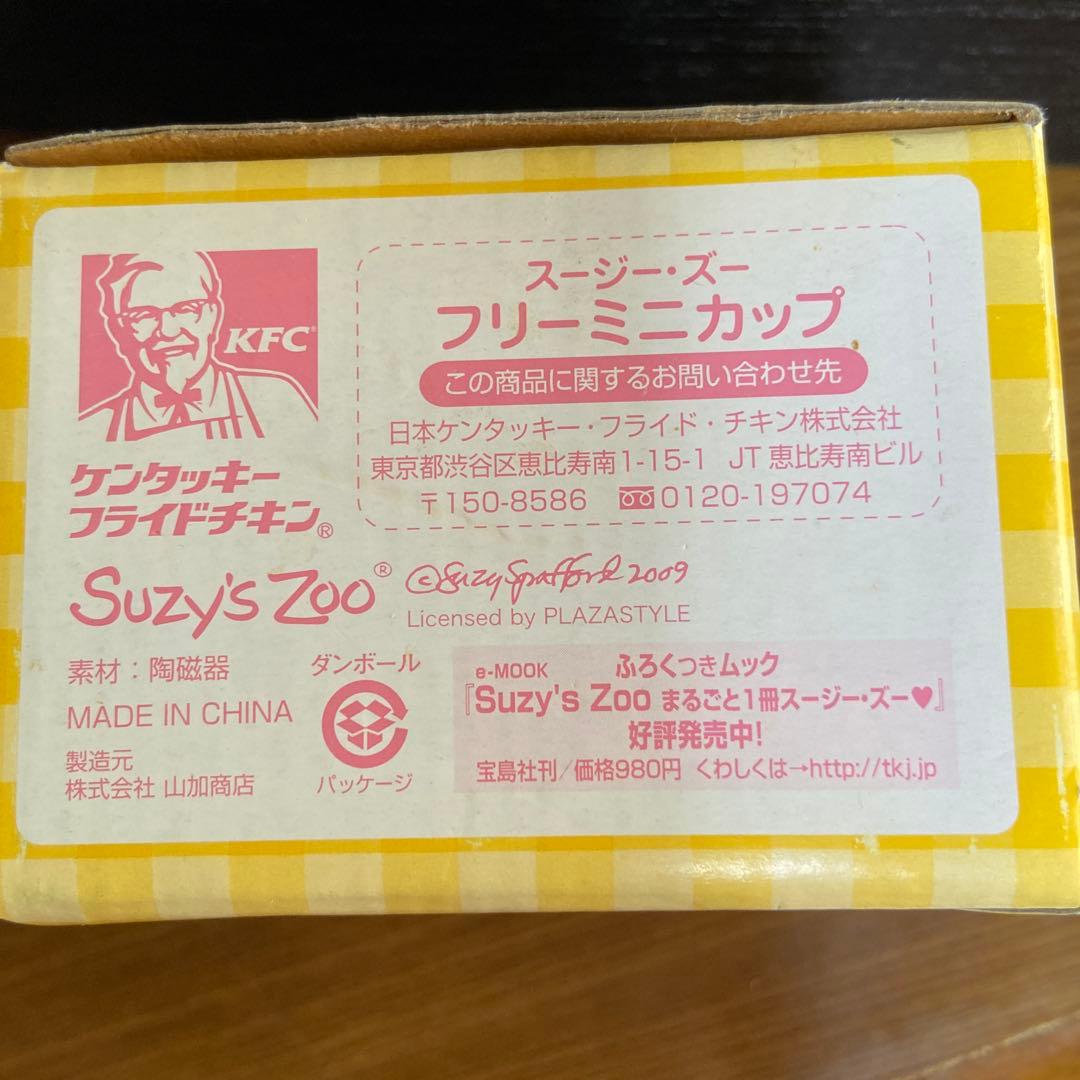 KFC®
ケンタッキー
フライドチキン®
スージー・ズー
フリーミニカップ
この商品に関するお問い合わせ先
日本ケンタッキー・フライド・チキン株式会社
東京都渋谷区恵比寿南1-15-1 JT恵比寿南ビル
〒150-8586 0120-197074
Suzy's Zoo®
©Suzy Spafford 2009
Licensed by PLAZASTYLE
素材：陶磁器
MADE IN CHINA
製造元
株式会社 山加商店
ダンボール
パッケージ
e-MOOK ふろくつきムック
『Suzy's Zoo まるごと1冊スージー・ズー♥』
好評発売中!
宝島社刊/価格980円 くわしくは→http://tkj.jp